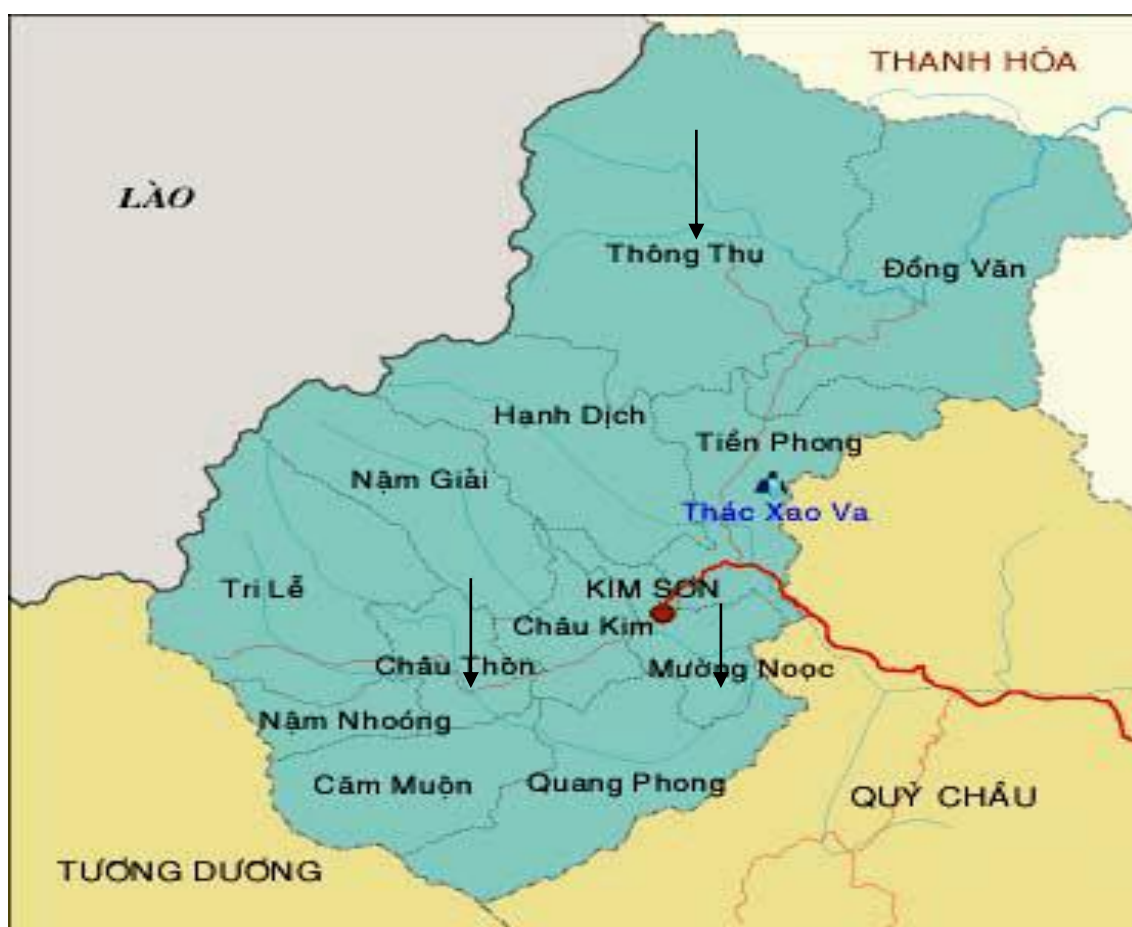 THANH HÓA
LÀO
Thông Thụ
Đồng Văn
Hạnh Dịch
Tiền Phong
Nậm Giải
Thác Xao Va
Tri Lễ
KIM SƠN
Châu Kim
Châu Thôn
Mường Noọc
Nậm Nhoóng
Căm Muộn
Quang Phong
QUỲ CHÂU
TƯƠNG DƯƠNG